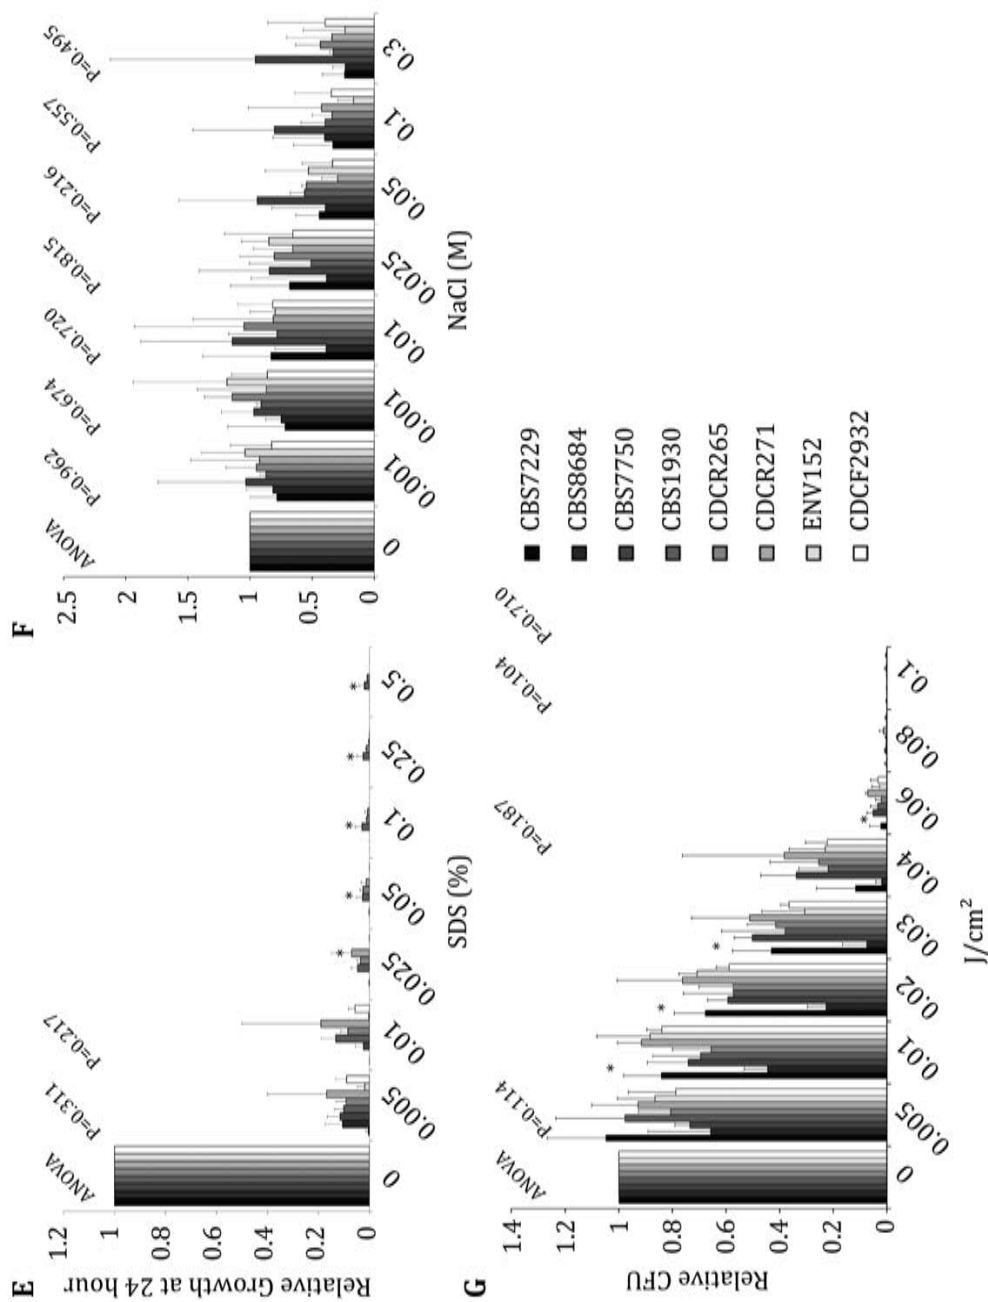 E
Relative Growth at 24 hour
1.2
1
0.8
0.6
0.4
0.2
0
ANOVA P=0.311 P=0.217
* * * * *
0 0.005 0.01 0.025 0.05 0.1 0.25 0.5
SDS (%)
F
2.5
2
1.5
1
0.5
0
ANOVA P=0.962 P=0.674 P=0.720 P=0.815 P=0.216 P=0.557 P=0.495
0 0.001 0.001 0.01 0.025 0.05 0.1 0.3
NaCl (M)
G
Relative CFU
1.4
1.2
1
0.8
0.6
0.4
0.2
0
ANOVA P=0.114 P=0.187 P=0.104 P=0.710
* * * *
0 0.005 0.01 0.02 0.03 0.04 0.06 0.08 0.1
J/cm²
CBS7229
CBS8684
CBS7750
CBS1930
CDCR265
CDCR271
ENV152
CDCF2932